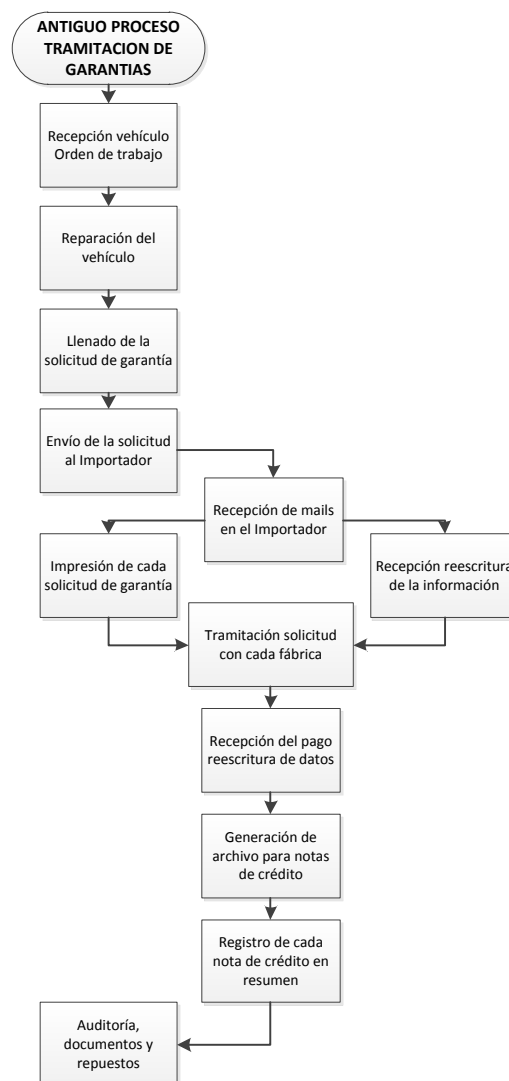 ANTIGUO PROCESO
TRAMITACION DE
GARANTIAS
Recepción vehículo
Orden de trabajo
Reparación del
vehículo
Llenado de la
solicitud de garantía
Envío de la solicitud
al Importador
Recepción de mails
en el Importador
Impresión de cada
solicitud de garantía
Recepción reescritura
de la información
Tramitación solicitud
con cada fábrica
Recepción del pago
reescritura de datos
Generación de
archivo para notas
de crédito
Registro de cada
nota de crédito en
resumen
Auditoría,
documentos y
repuestos